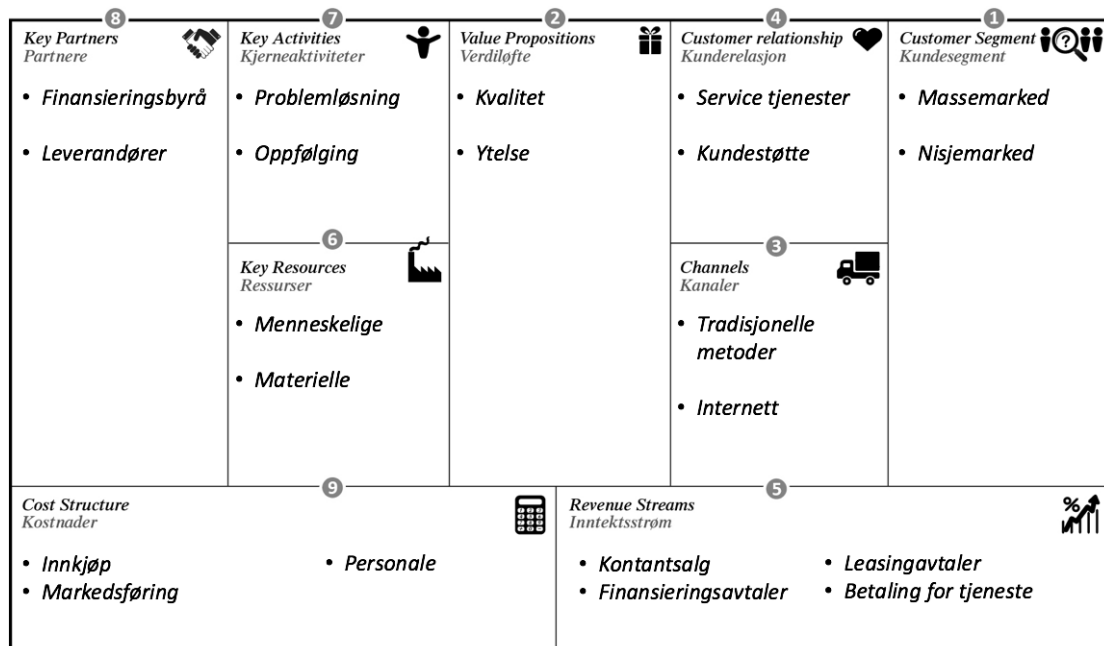 8
Key Partners
Partnere
• Finansieringsbyrå
• Leverandører
7
Key Activities
Kjerneaktiviteter
• Problemløsning
• Oppfølging
6
Key Resources
Ressurser
• Menneskelige
• Materielle
2
Value Propositions
Verdiløfte
• Kvalitet
• Ytelse
4
Customer relationship
Kunderelasjon
• Service tjenester
• Kundestøtte
3
Channels
Kanaler
• Tradisjonelle
metoder
• Internett
1
Customer Segment
Kundesegment
?
• Massemarked
• Nisjemarked
9
Cost Structure
Kostnader
• Innkjøp
• Markedsføring
• Personale
5
Revenue Streams
Inntektsstrøm
%
• Kontantsalg
• Finansieringsavtaler
• Leasingavtaler
• Betaling for tjeneste